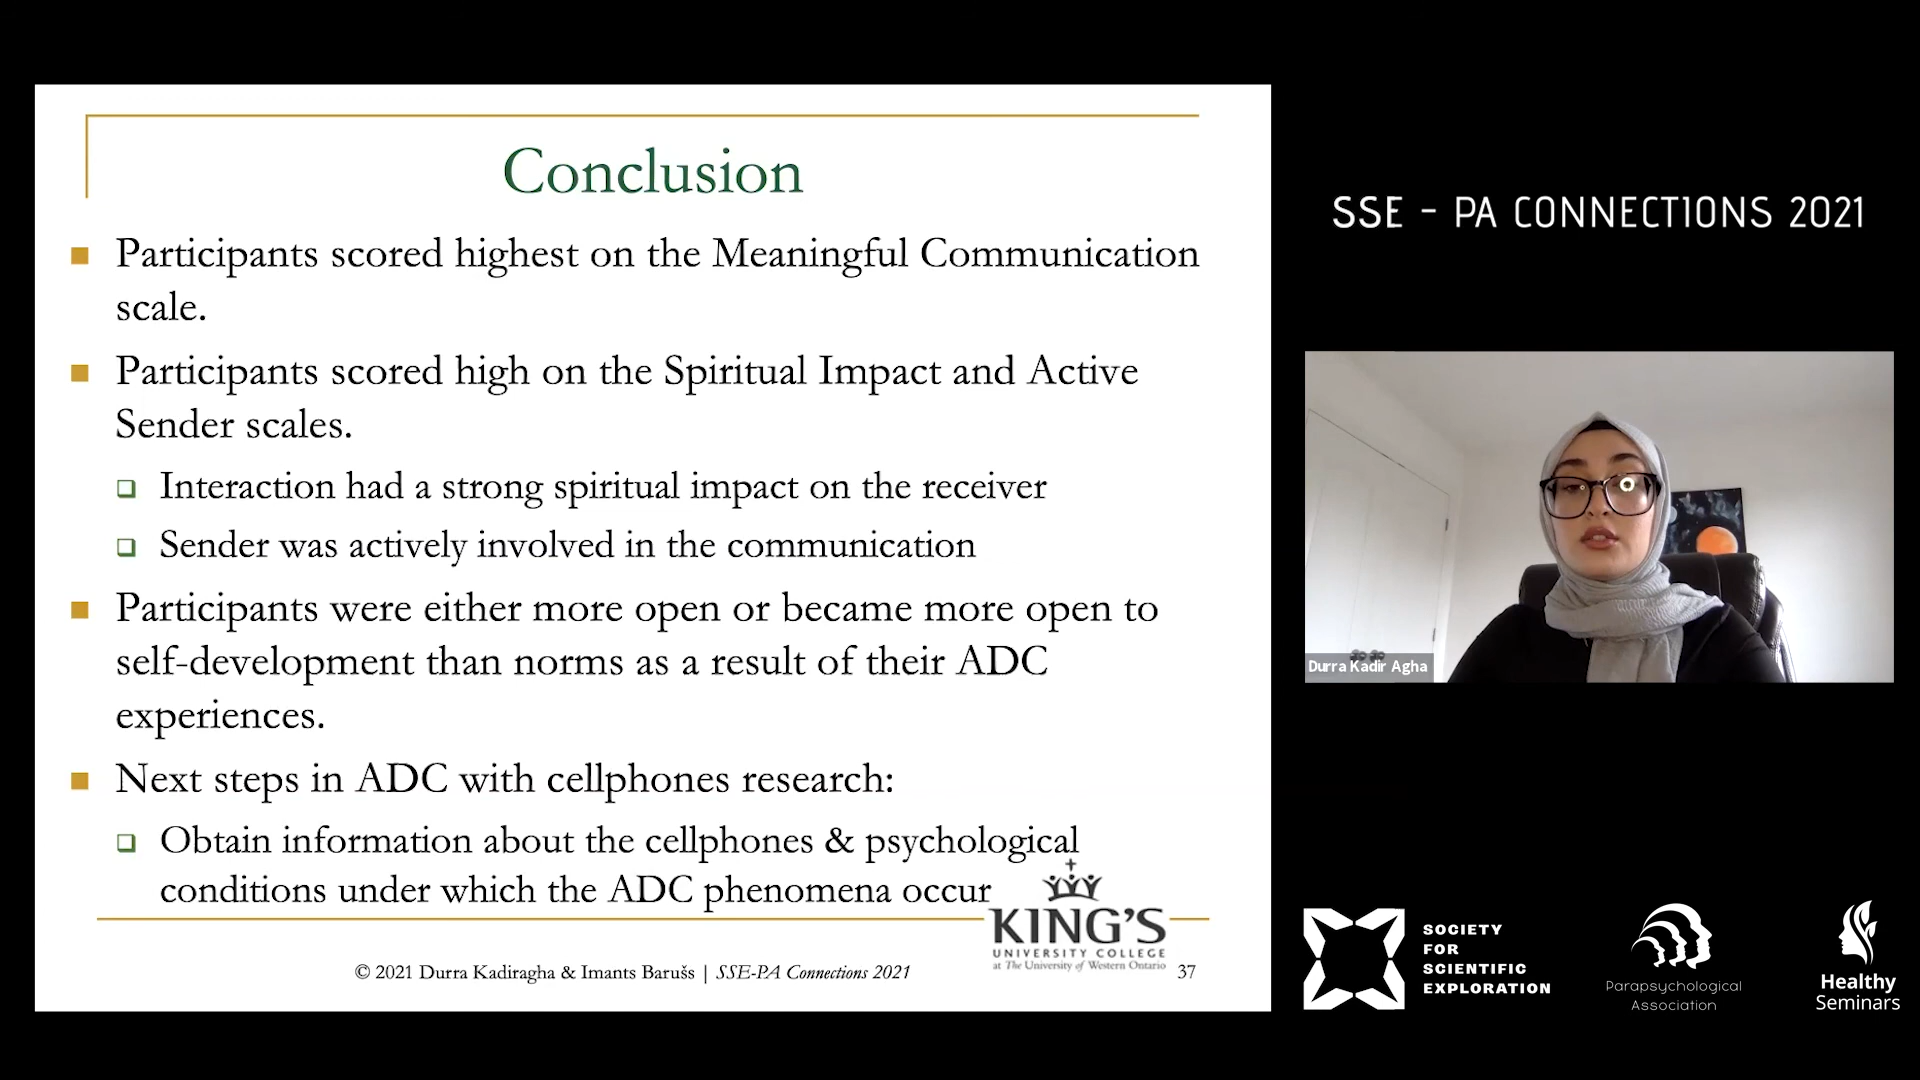 Conclusion
Participants scored highest on the Meaningful Communication
scale.
Participants scored high on the Spiritual Impact and Active
Sender scales.
Interaction had a strong spiritual impact on the receiver
Sender was actively involved in the communication
Participants were either more open or became more open to
self-development than norms as a result of their ADC
experiences.
Next steps in ADC with cellphones research:
Obtain information about the cellphones & psychological
conditions under which the ADC phenomena occur
KING'S
UNIVERSITY COLLEGE
at The University of Western Ontario
© 2021 Durra Kadiragha & Imants Barušs | SSE-PA Connections 2021
37
SSE - PA CONNECTIONS 2021
Durra Kadir Agha
SOCIETY
FOR
SCIENTIFIC
EXPLORATION
Parapsychological
Association
Healthy
Seminars